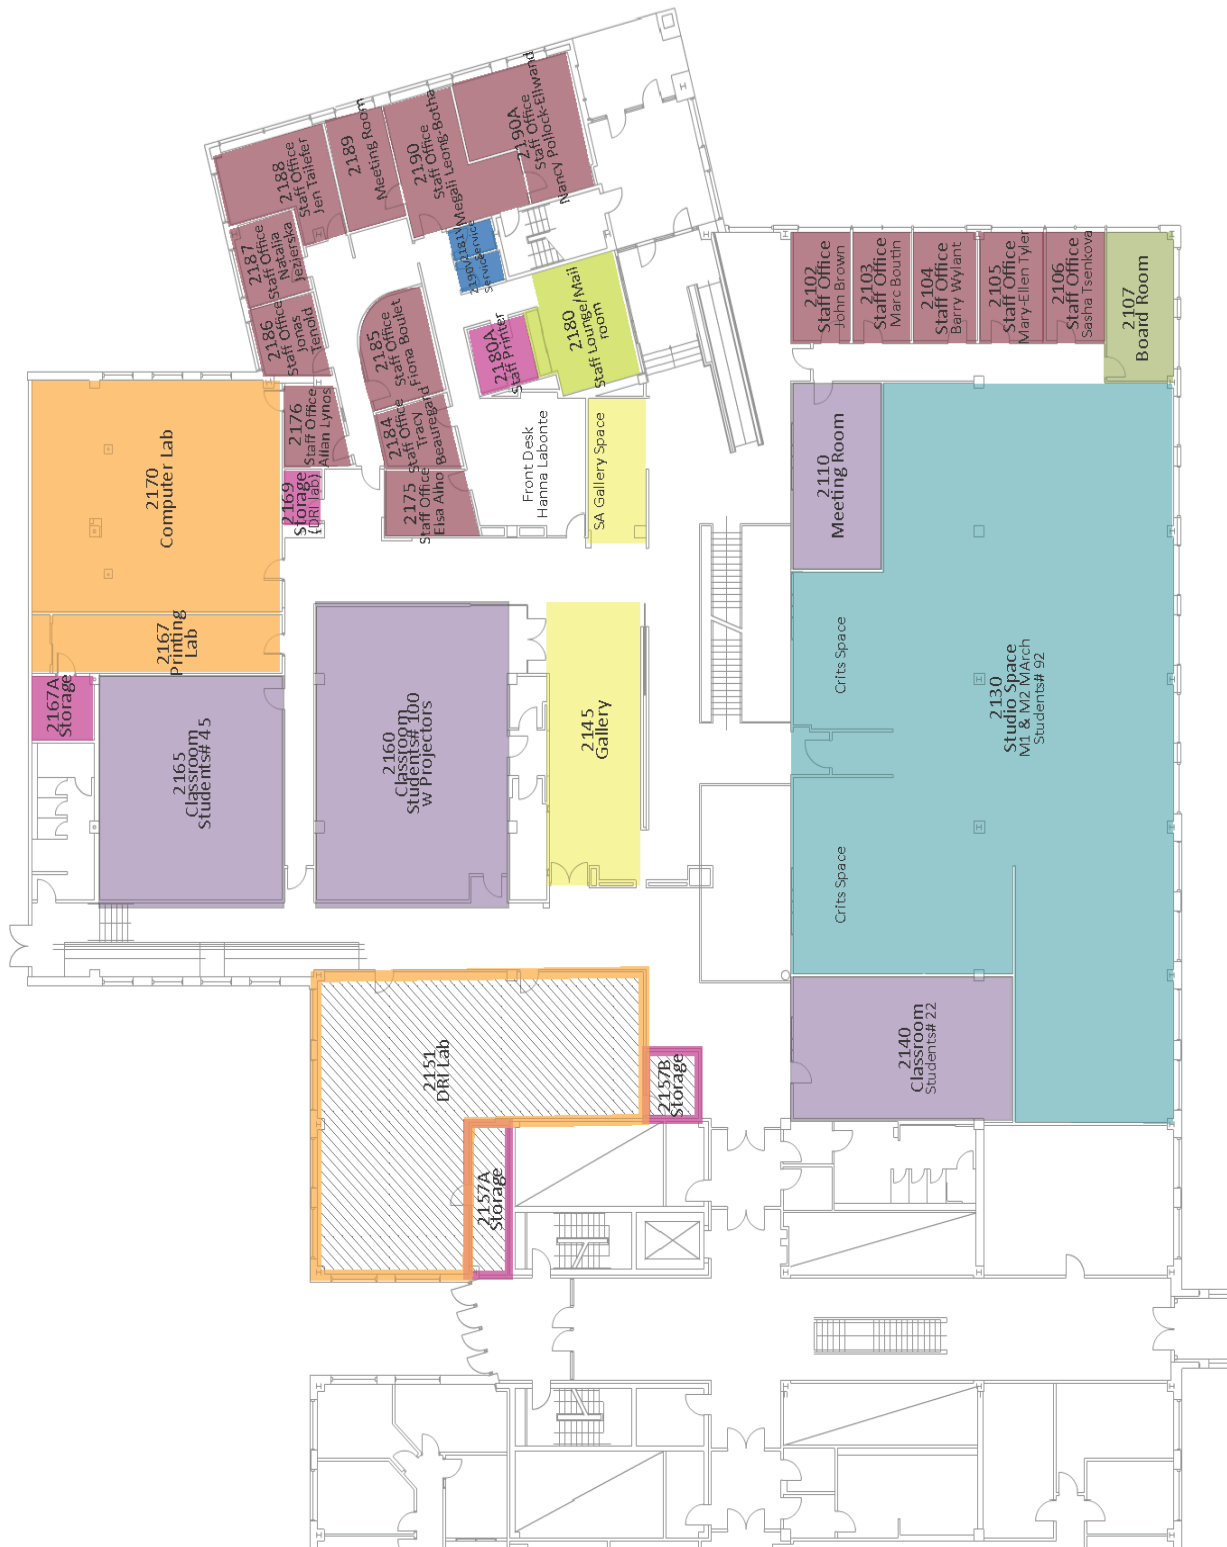 2188
Staff Office
Jen Tailefer
2189
Meeting Room
2190
Staff Office
Megali Leong-Botha
2190A
Staff Office
Nancy Pollock-Ellwand
2187
Staff Office
Natalia
Jezierska
2186
Staff Office
Jonas
Tenold
2181V
Service
2190V
Service
2185
Staff Office
Fiona Boulet
2180A
Staff Printer
2180
Staff Lounge/Mail
room
2176
Staff Office
Allan Lynos
2184
Staff Office
Tracy
Beauregard
2175
Staff Office
Elsa Alho
Front Desk
Hanna Labonte
SA Gallery Space
2170
Computer Lab
2169
Storage
(DRI lab)
2167
Printing
Lab
2167A
Storage
2165
Classroom
Students# 45
2160
Classroom
Students# 100
w Projectors
2145
Gallery
2102
Staff Office
John Brown
2103
Staff Office
Marc Boutin
2104
Staff Office
Barry Wylant
2105
Staff Office
Mary-Ellen Tyler
2106
Staff Office
Sasha Tsenkova
2107
Board Room
2110
Meeting Room
Crits Space
2130
Studio Space
M1 & M2 MArch
Students# 92
Crits Space
2140
Classroom
Students# 22
2151
DRI Lab
2157B
Storage
2157A
Storage